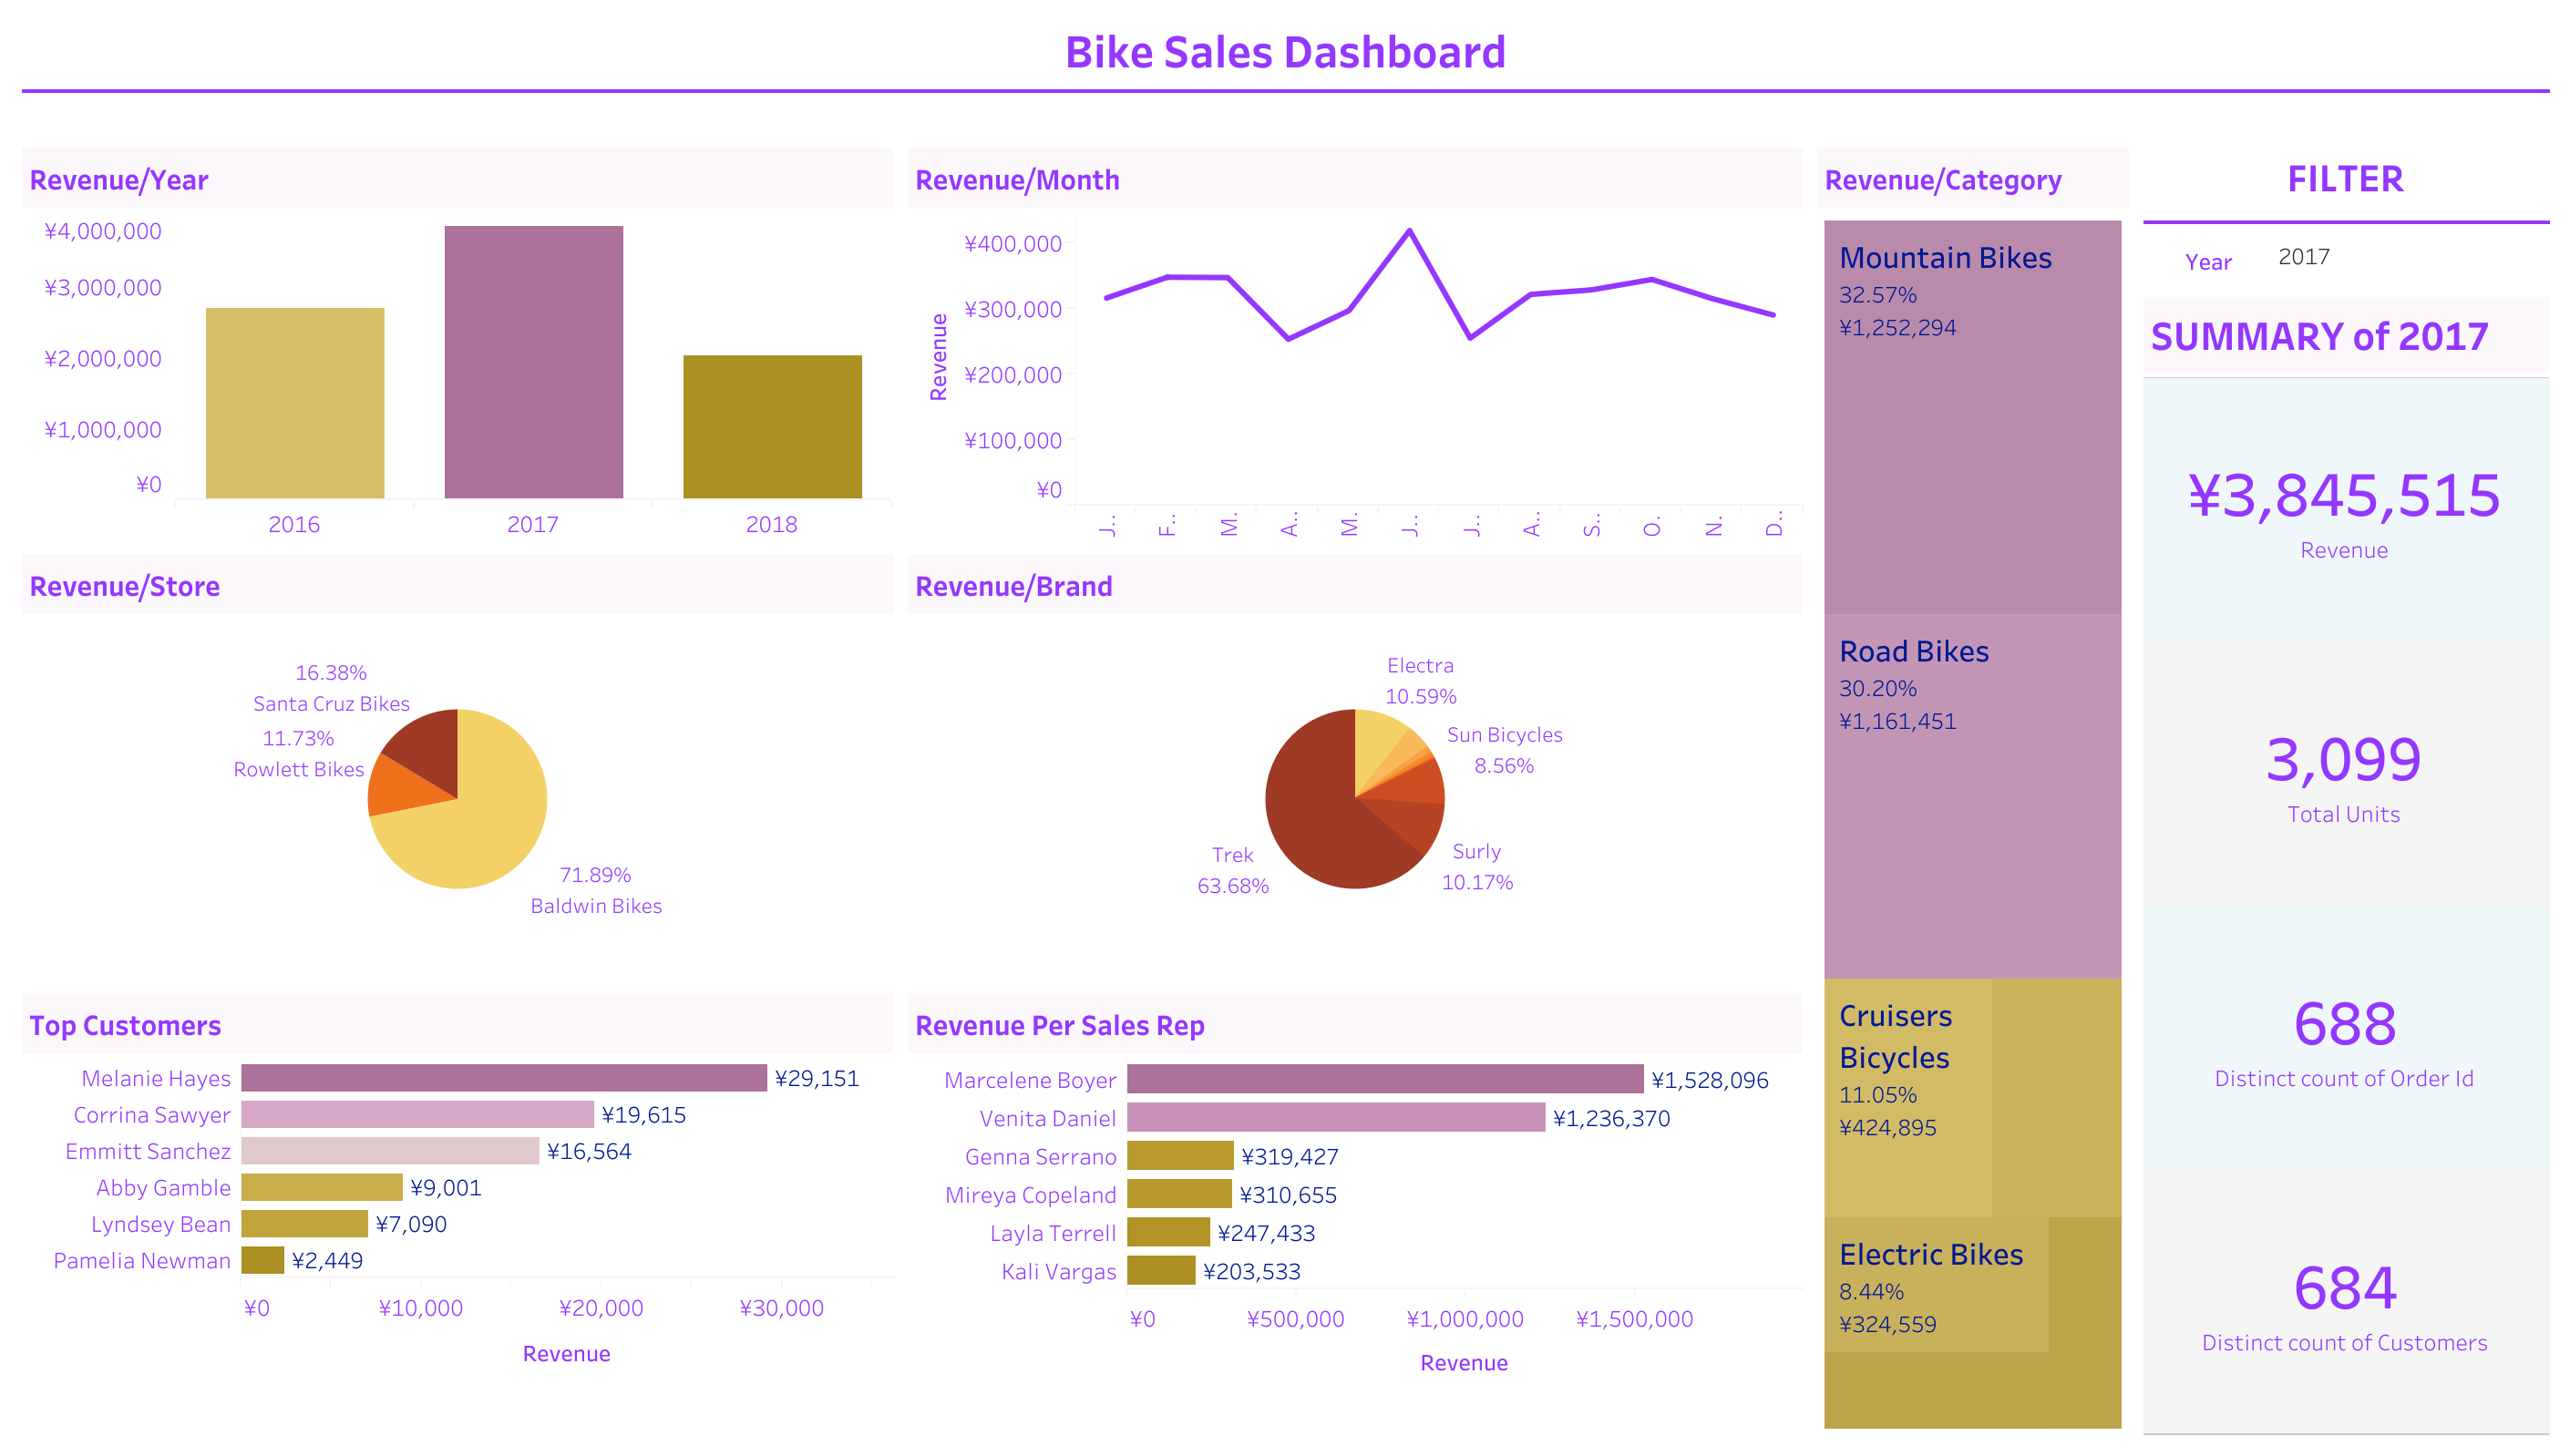 Bike Sales Dashboard
Revenue/Year
¥4,000,000
¥3,000,000
¥2,000,000
¥1,000,000
¥0
2016 2017 2018
Revenue/Month
Revenue
¥400,000
¥300,000
¥200,000
¥100,000
¥0
J.. F.. M. A.. M. J.. J.. A.. S.. O. N. D..
Revenue/Store
16.38%
Santa Cruz Bikes
11.73%
Rowlett Bikes
71.89%
Baldwin Bikes
Revenue/Brand
Electra
10.59%
Sun Bicycles
8.56%
Surly
10.17%
Trek
63.68%
Top Customers
Melanie Hayes ¥29,151
Corrina Sawyer ¥19,615
Emmitt Sanchez ¥16,564
Abby Gamble ¥9,001
Lyndsey Bean ¥7,090
Pamelia Newman ¥2,449
¥0 ¥10,000 ¥20,000 ¥30,000
Revenue
Revenue Per Sales Rep
Marcelene Boyer ¥1,528,096
Venita Daniel ¥1,236,370
Genna Serrano ¥319,427
Mireya Copeland ¥310,655
Layla Terrell ¥247,433
Kali Vargas ¥203,533
¥0 ¥500,000 ¥1,000,000 ¥1,500,000
Revenue
Revenue/Category
Mountain Bikes
32.57%
¥1,252,294
Road Bikes
30.20%
¥1,161,451
Cruisers
Bicycles
11.05%
¥424,895
Electric Bikes
8.44%
¥324,559
FILTER
Year 2017
SUMMARY of 2017
¥3,845,515
Revenue
3,099
Total Units
688
Distinct count of Order Id
684
Distinct count of Customers